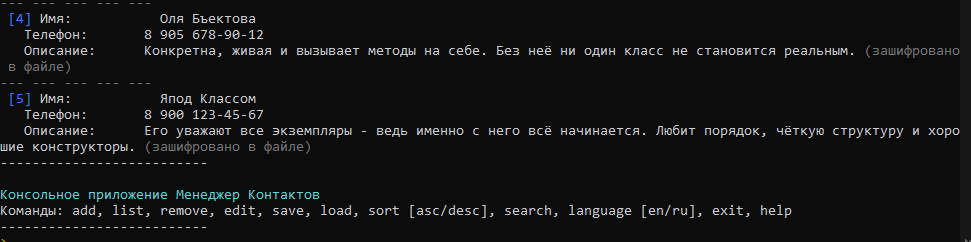 --- --- --- --- ---
[4] Имя: Оля Бъектова
Телефон: 8 905 678-90-12
Описание: Конкретна, живая и вызывает методы на себе. Без неё ни один класс не становится реальным. (зашифровано
в файле)
--- --- --- --- ---
[5] Имя: Япод Классом
Телефон: 8 900 123-45-67
Описание: Его уважают все экземпляры - ведь именно с него всё начинается. Любит порядок, чёткую структуру и хоро
шие конструкторы. (зашифровано в файле)
--------------------------
Консольное приложение Менеджер Контактов
Команды: add, list, remove, edit, save, load, sort [asc/desc], search, language [en/ru], exit, help
--------------------------